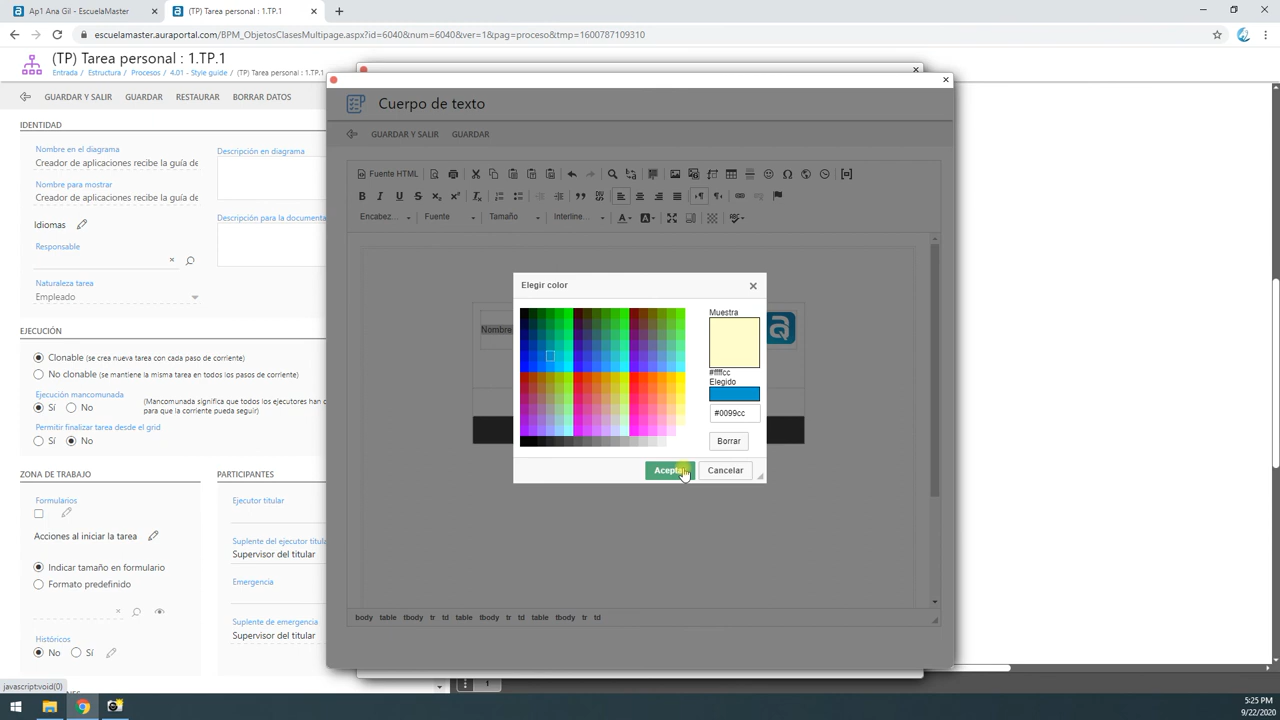 Ap1 Ana Gil - EscuelaMaster
(TP) Tarea personal : 1.TP.1
escuelamaster.auraportal.com/BPM_ObjetosClasesMultipage.aspx?id=6040&num=6040&ver=1&pag=proceso&tmp=1600787109310
(TP) Tarea personal : 1.TP.1
Entrada / Estructura / Procesos / 4.01 - Style guide / (TP) Tarea personal : 1.TP.1
GUARDAR Y SALIR GUARDAR RESTAURAR BORRAR DATOS
IDENTIDAD
Nombre en el diagrama
Creador de aplicaciones recibe la guía de
Nombre para mostrar
Creador de aplicaciones recibe la guía de
Idiomas
Responsable
Naturaleza tarea
Empleado
Descripción en diagrama
Descripción para la documenta
EJECUCIÓN
Clonable (se crea nueva tarea con cada paso de corriente)
No clonable (se mantiene la misma tarea en todos los pasos de corriente)
Ejecución mancomunada
Sí No
(Mancomunada significa que todos los ejecutores han
para que la corriente pueda seguir)
Permitir finalizar tarea desde el grid
Sí No
ZONA DE TRABAJO
Formularios
Acciones al iniciar la tarea
Indicar tamaño en formulario
Formato predefinido
Históricos
No Sí
PARTICIPANTES
Ejecutor titular
Suplente del ejecutor titula
Supervisor del titular
Emergencia
Suplente de emergencia
Supervisor del titular
Cuerpo de texto
GUARDAR Y SALIR GUARDAR
Fuente HTML
Encabez... Fuente Tamaño Interline...
Nombre
Elegir color
Muestra
#ffffcc
Elegido
#0099cc
Borrar
Aceptar Cancelar
body table tbody tr td table tbody tr td table tbody tr td
1
javascript:void(0)
5:25 PM
9/22/2020